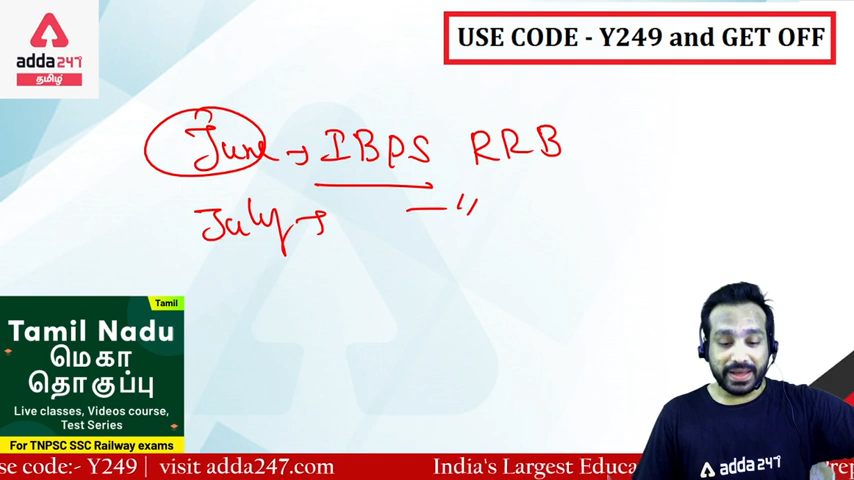 adda247
தமிழ்
USE CODE - Y249 and GET OFF
June → IBPS RRB
July → — " 
Tamil
Tamil Nadu
மெகா
தொகுப்பு
Live classes, Videos course,
Test Series
For TNPSC SSC Railway exams
adda247
se code:- Y249 | visit adda247.com
India's Largest Educa
rep